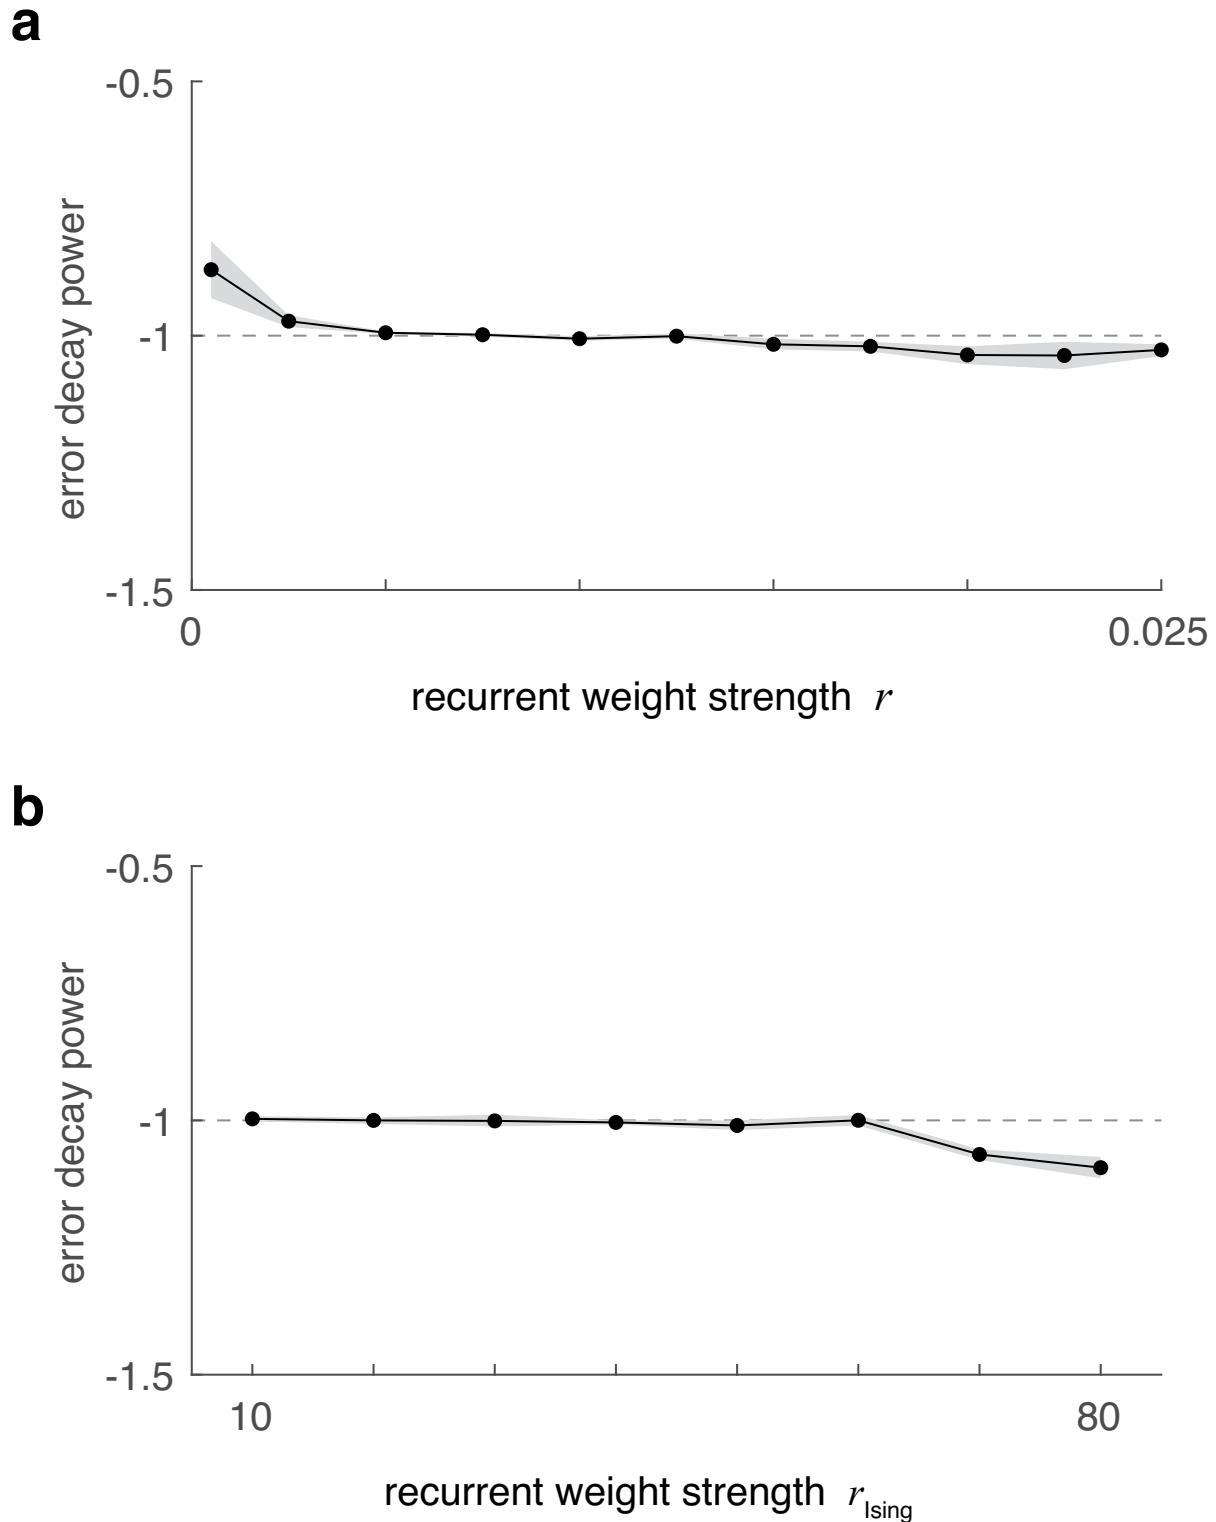 a
-0.5
-1
-1.5
error decay power
0
0.025
recurrent weight strength r
b
-0.5
-1
-1.5
error decay power
10
80
recurrent weight strength rIsing